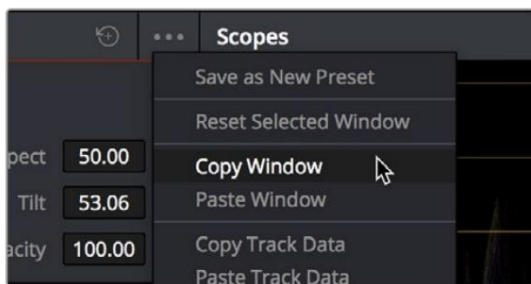 Scopes
Save as New Preset
Reset Selected Window
pect 50.00
Copy Window
Tilt 53.06
Paste Window
acity 100.00
Copy Track Data
Paste Track Data